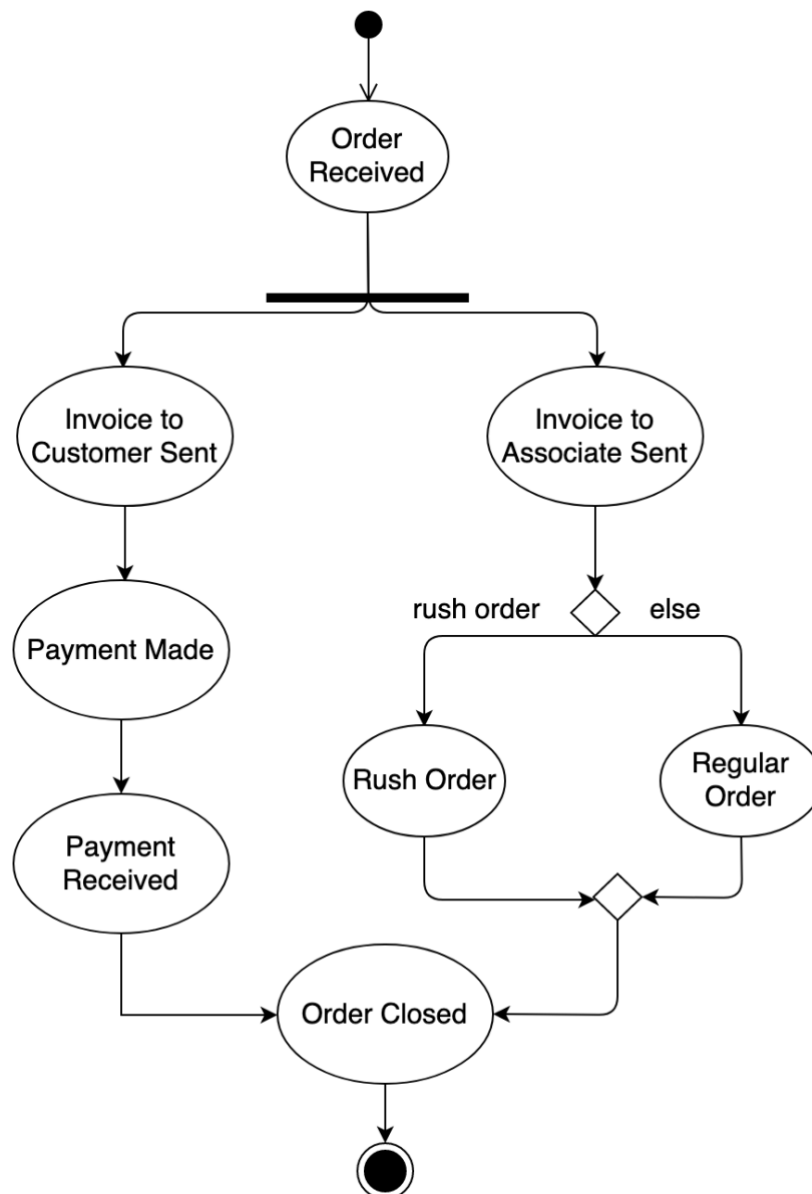 Order
Received
Invoice to
Customer Sent
Invoice to
Associate Sent
rush order
else
Payment Made
Rush Order
Regular
Order
Payment
Received
Order Closed